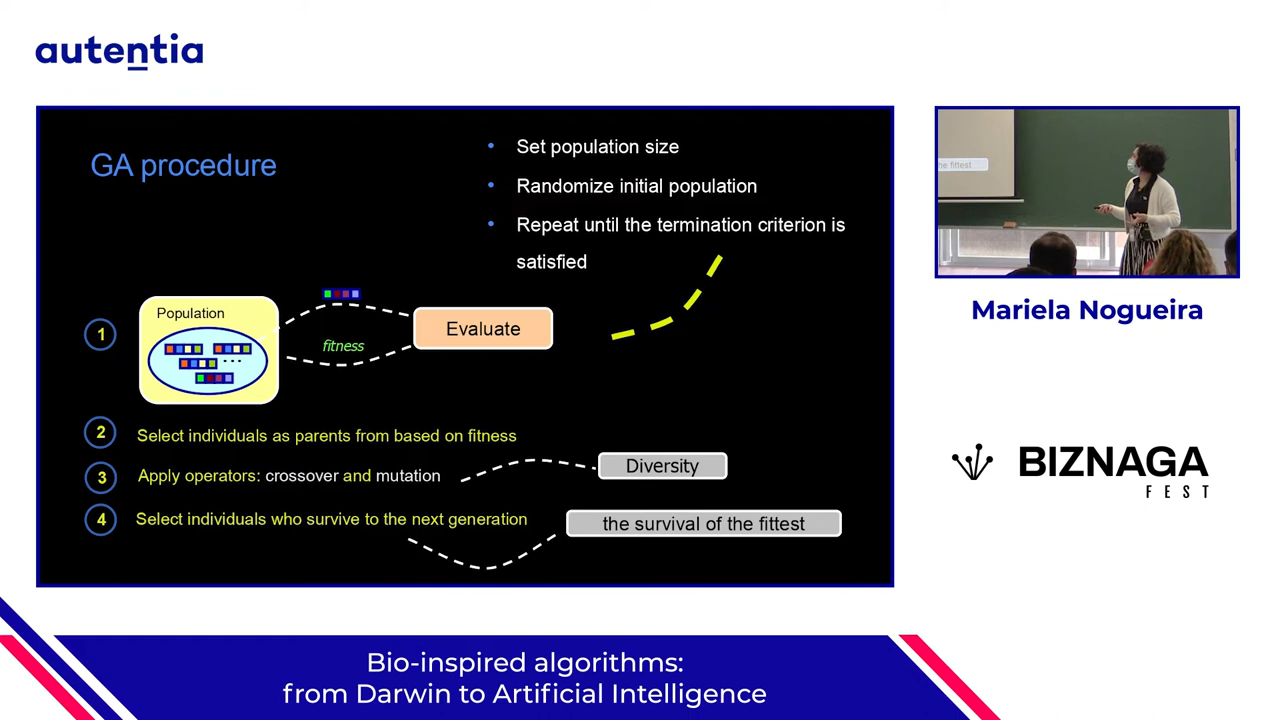 autentia
GA procedure
• Set population size
• Randomize initial population
• Repeat until the termination criterion is
satisfied
1
Population
...
fitness
Evaluate
2 Select individuals as parents from based on fitness
3 Apply operators: crossover and mutation
Diversity
4 Select individuals who survive to the next generation
the survival of the fittest
he fittest
Mariela Nogueira
BIZNAGA
FEST
Bio-inspired algorithms:
from Darwin to Artificial Intelligence